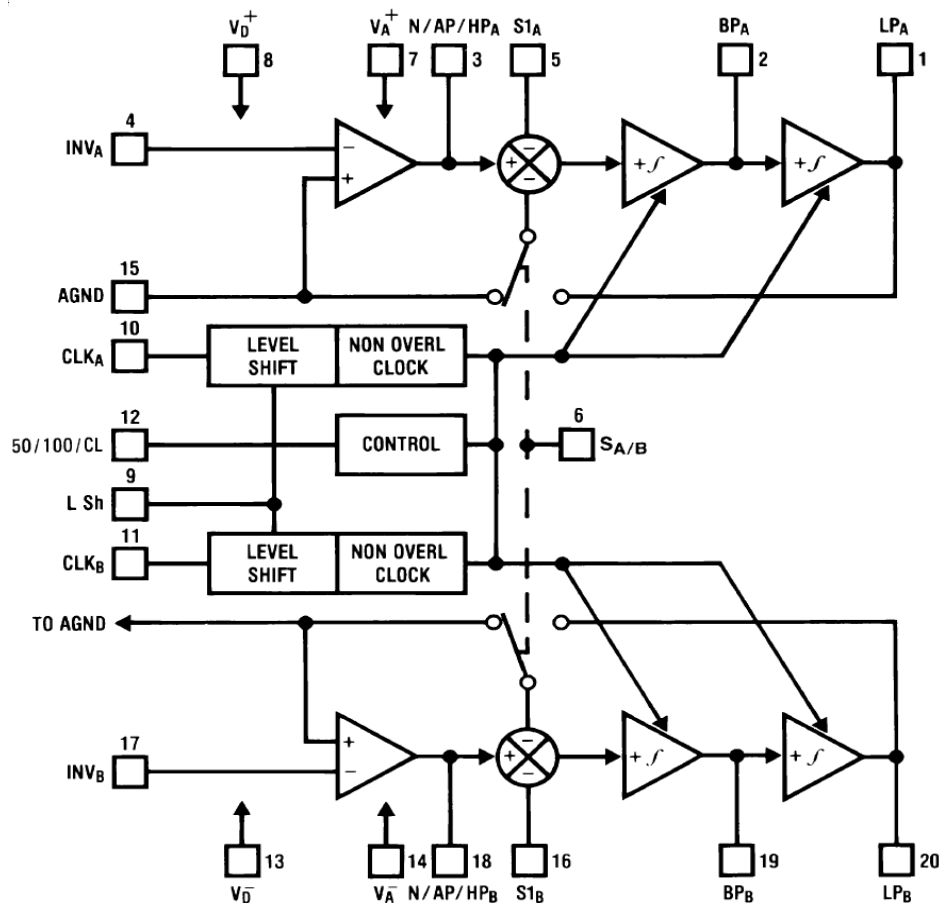 V_D^+ V_A^+ N/AP/HP_A S1_A BP_A LP_A
8 7 3 5 2 1
4
INV_A
− + + − − +∫ +∫
15
AGND
10
CLK_A LEVEL SHIFT NON OVERL CLOCK
12
50/100/CL CONTROL
6
S_A/B
9
L Sh
11
CLK_B LEVEL SHIFT NON OVERL CLOCK
TO AGND
17
INV_B
+ − + − − +∫ +∫
13 14 18 16 19 20
V_D^− V_A^− N/AP/HP_B S1_B BP_B LP_B